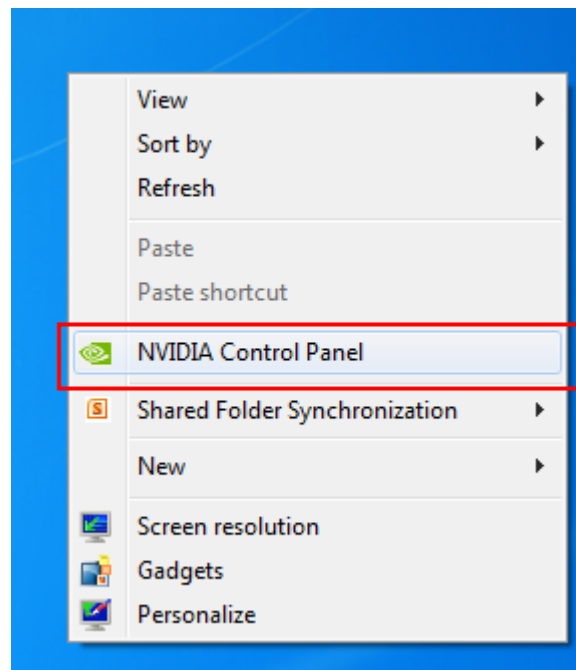 View
Sort by
Refresh
Paste
Paste shortcut
NVIDIA Control Panel
Shared Folder Synchronization
New
Screen resolution
Gadgets
Personalize